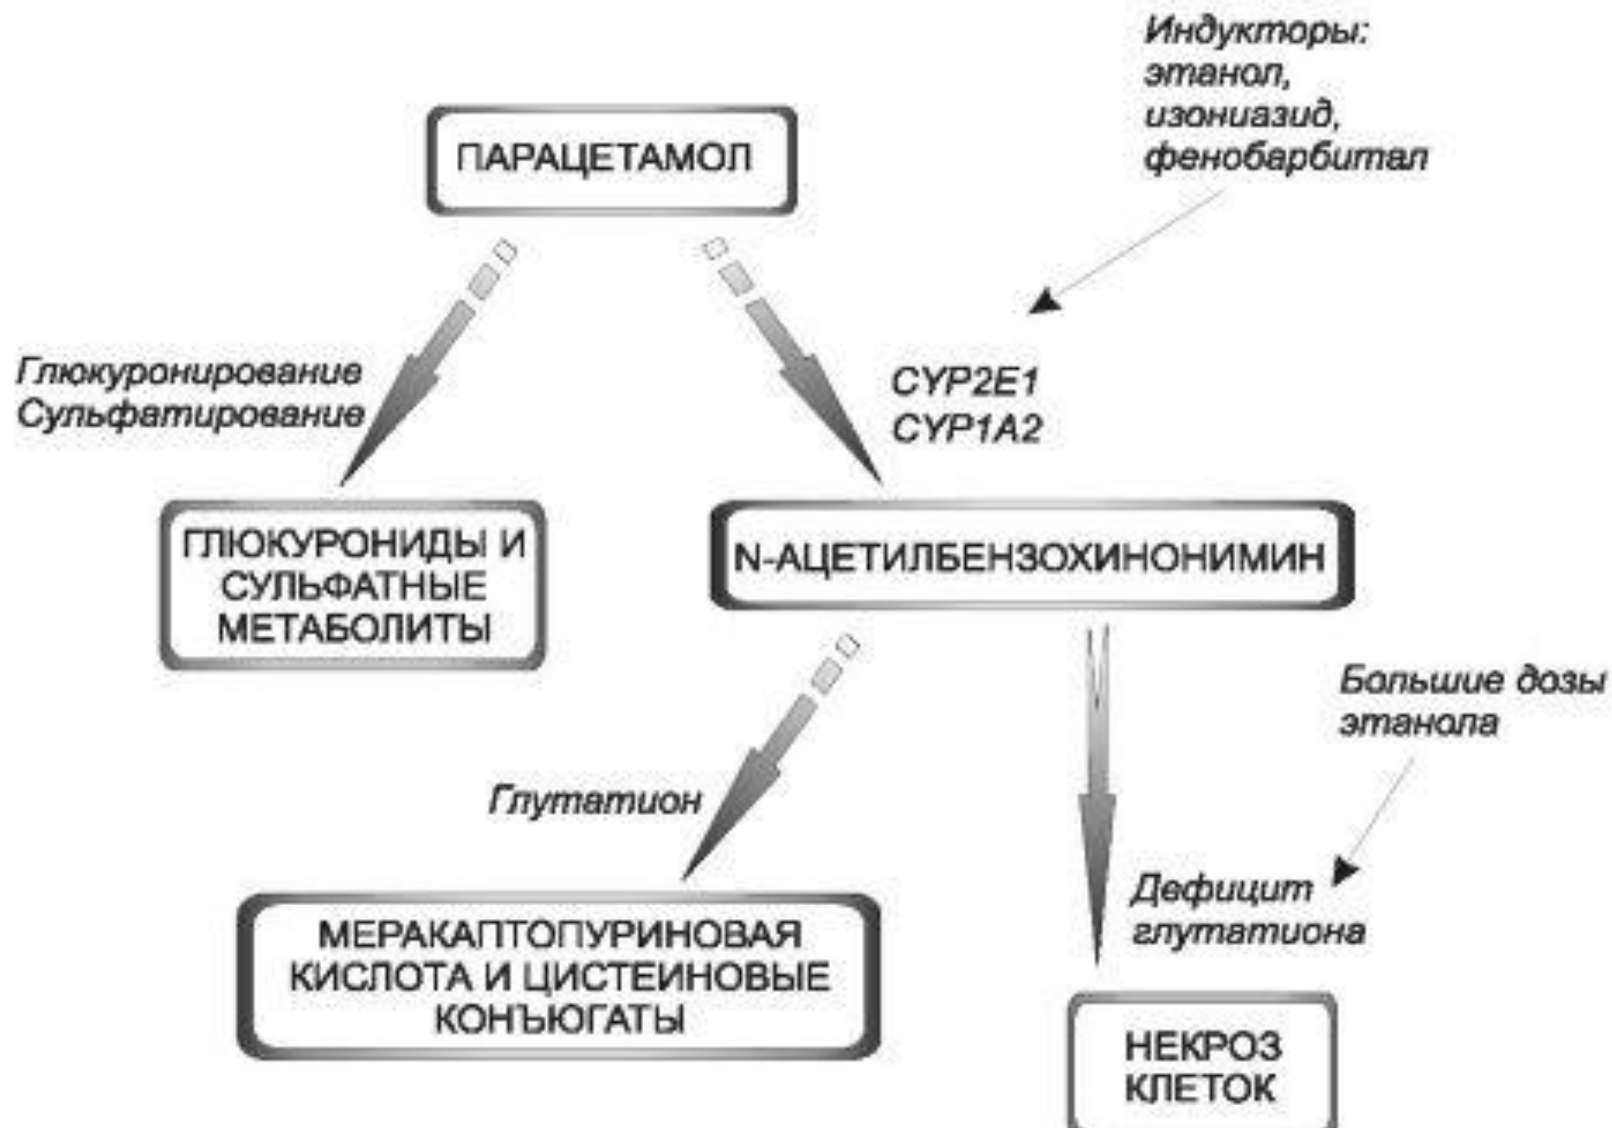 Индукторы:
этанол,
изониазид,
фенобарбитал
ПАРАЦЕТАМОЛ
Глюкуронирование
Сульфатирование
CYP2E1
CYP1A2
ГЛЮКУРОНИДЫ И
СУЛЬФАТНЫЕ
МЕТАБОЛИТЫ
N-АЦЕТИЛБЕНЗОХИНОНИМИН
Большие дозы
этанола
Глутатион
Дефицит
глутатиона
МЕРАКАПТОПУРИНОВАЯ
КИСЛОТА И ЦИСТЕИНОВЫЕ
КОНЪЮГАТЫ
НЕКРОЗ
КЛЕТОК